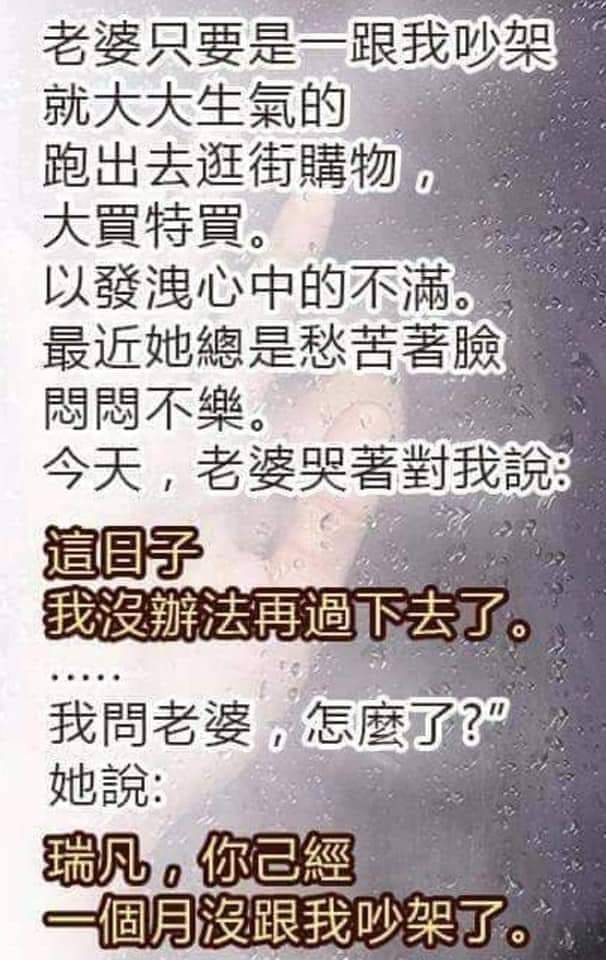 老婆只要是一跟我吵架
就大大生氣的
跑出去逛街購物，
大買特買。
以發洩心中的不滿。
最近她總是愁苦著臉
悶悶不樂。
今天，老婆哭著對我說:
這日子
我沒辦法再過下去了。
.....
我問老婆，怎麼了?”
她說:
瑞凡，你己經
一個月沒跟我吵架了。